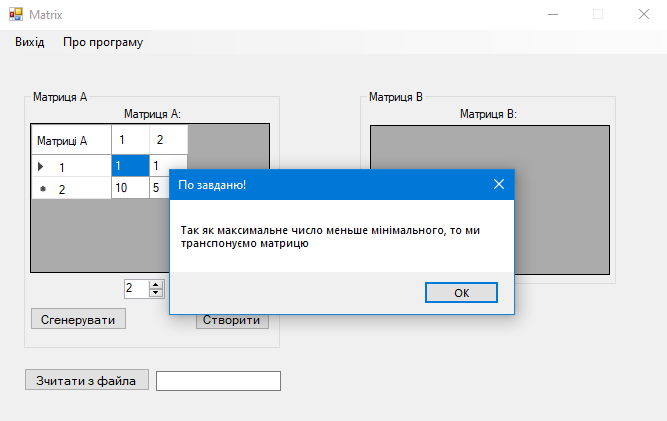 Matrix
Вихід Про програму
Матриця А Матриця В
Матриця А: Матриця В:
Матриці А 1 2
1 1 1
2 10 5
По завданю!
Так як максимальне число меньше мінімального, то ми
транспонуємо матрицю
OK
2
Сгенерувати Створити
Зчитати з файла